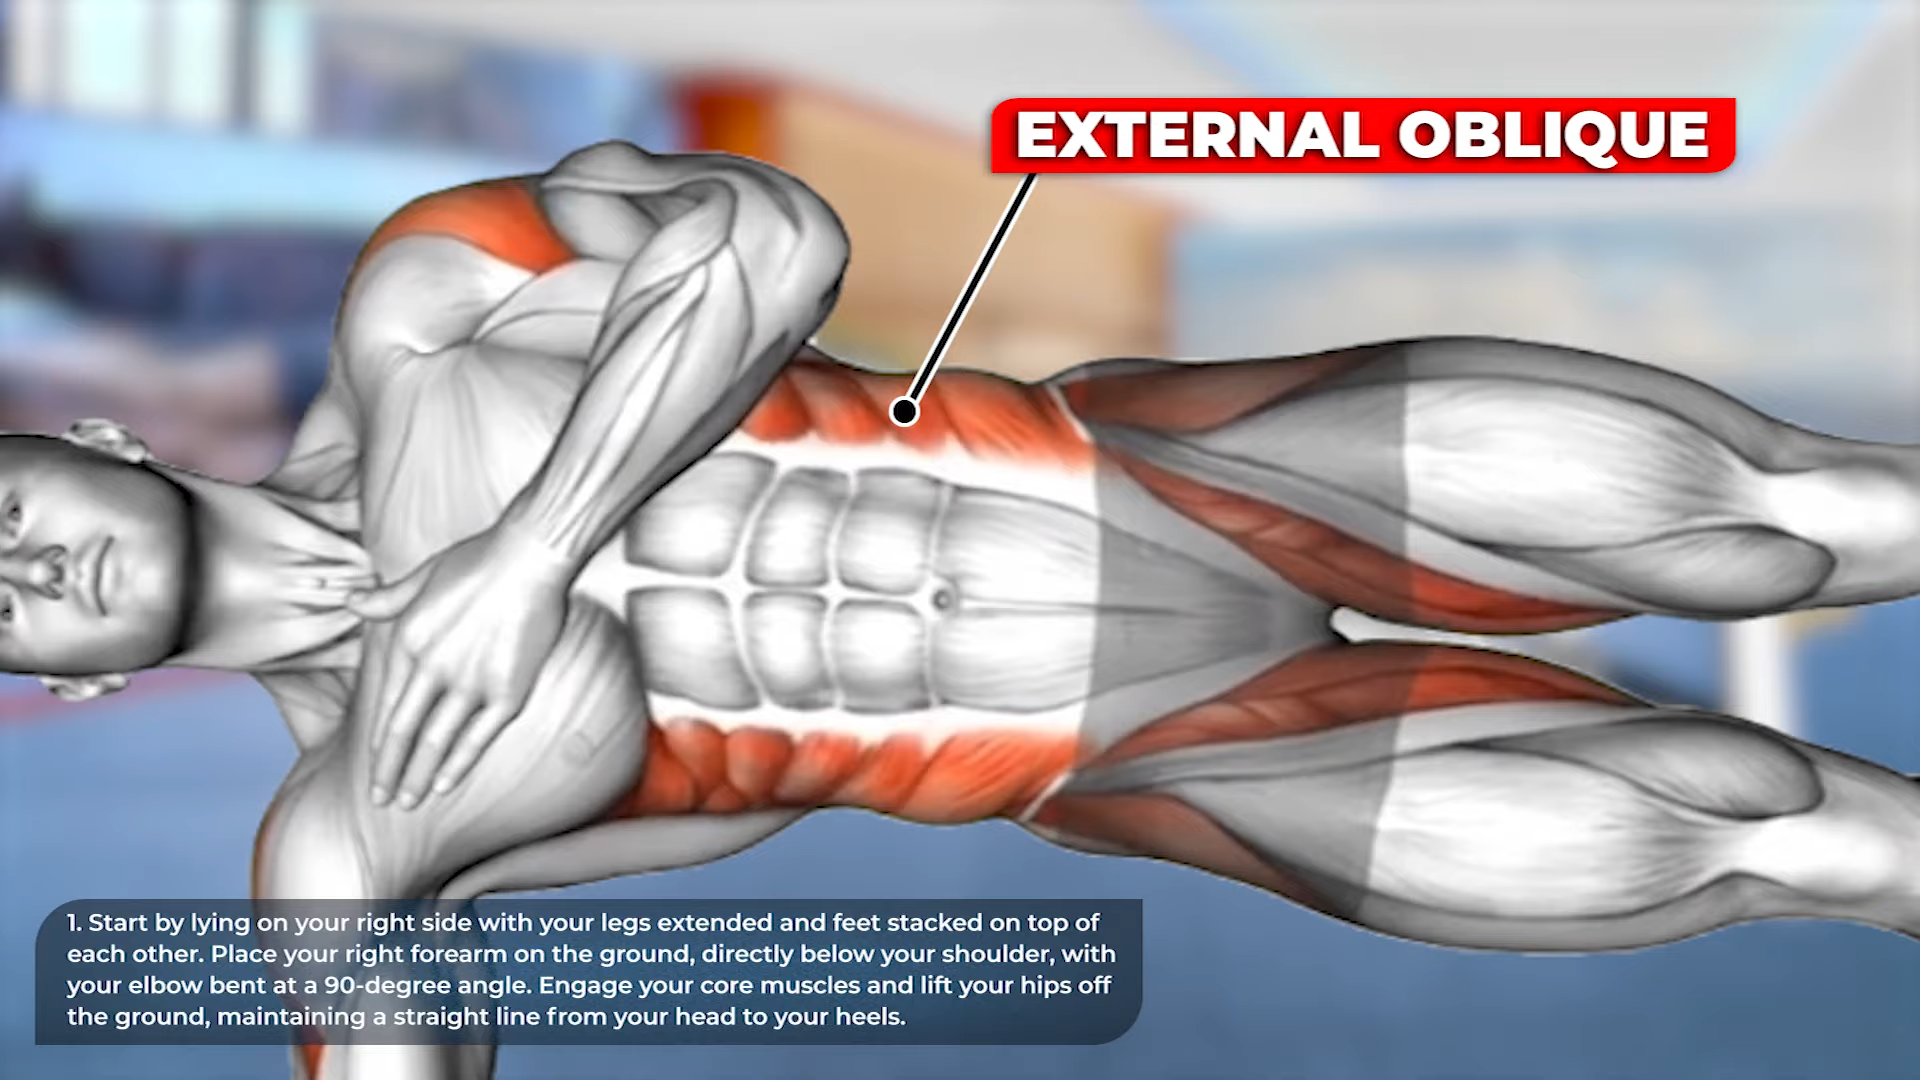 EXTERNAL OBLIQUE
1. Start by lying on your right side with your legs extended and feet stacked on top of
each other. Place your right forearm on the ground, directly below your shoulder, with
your elbow bent at a 90-degree angle. Engage your core muscles and lift your hips off
the ground, maintaining a straight line from your head to your heels.